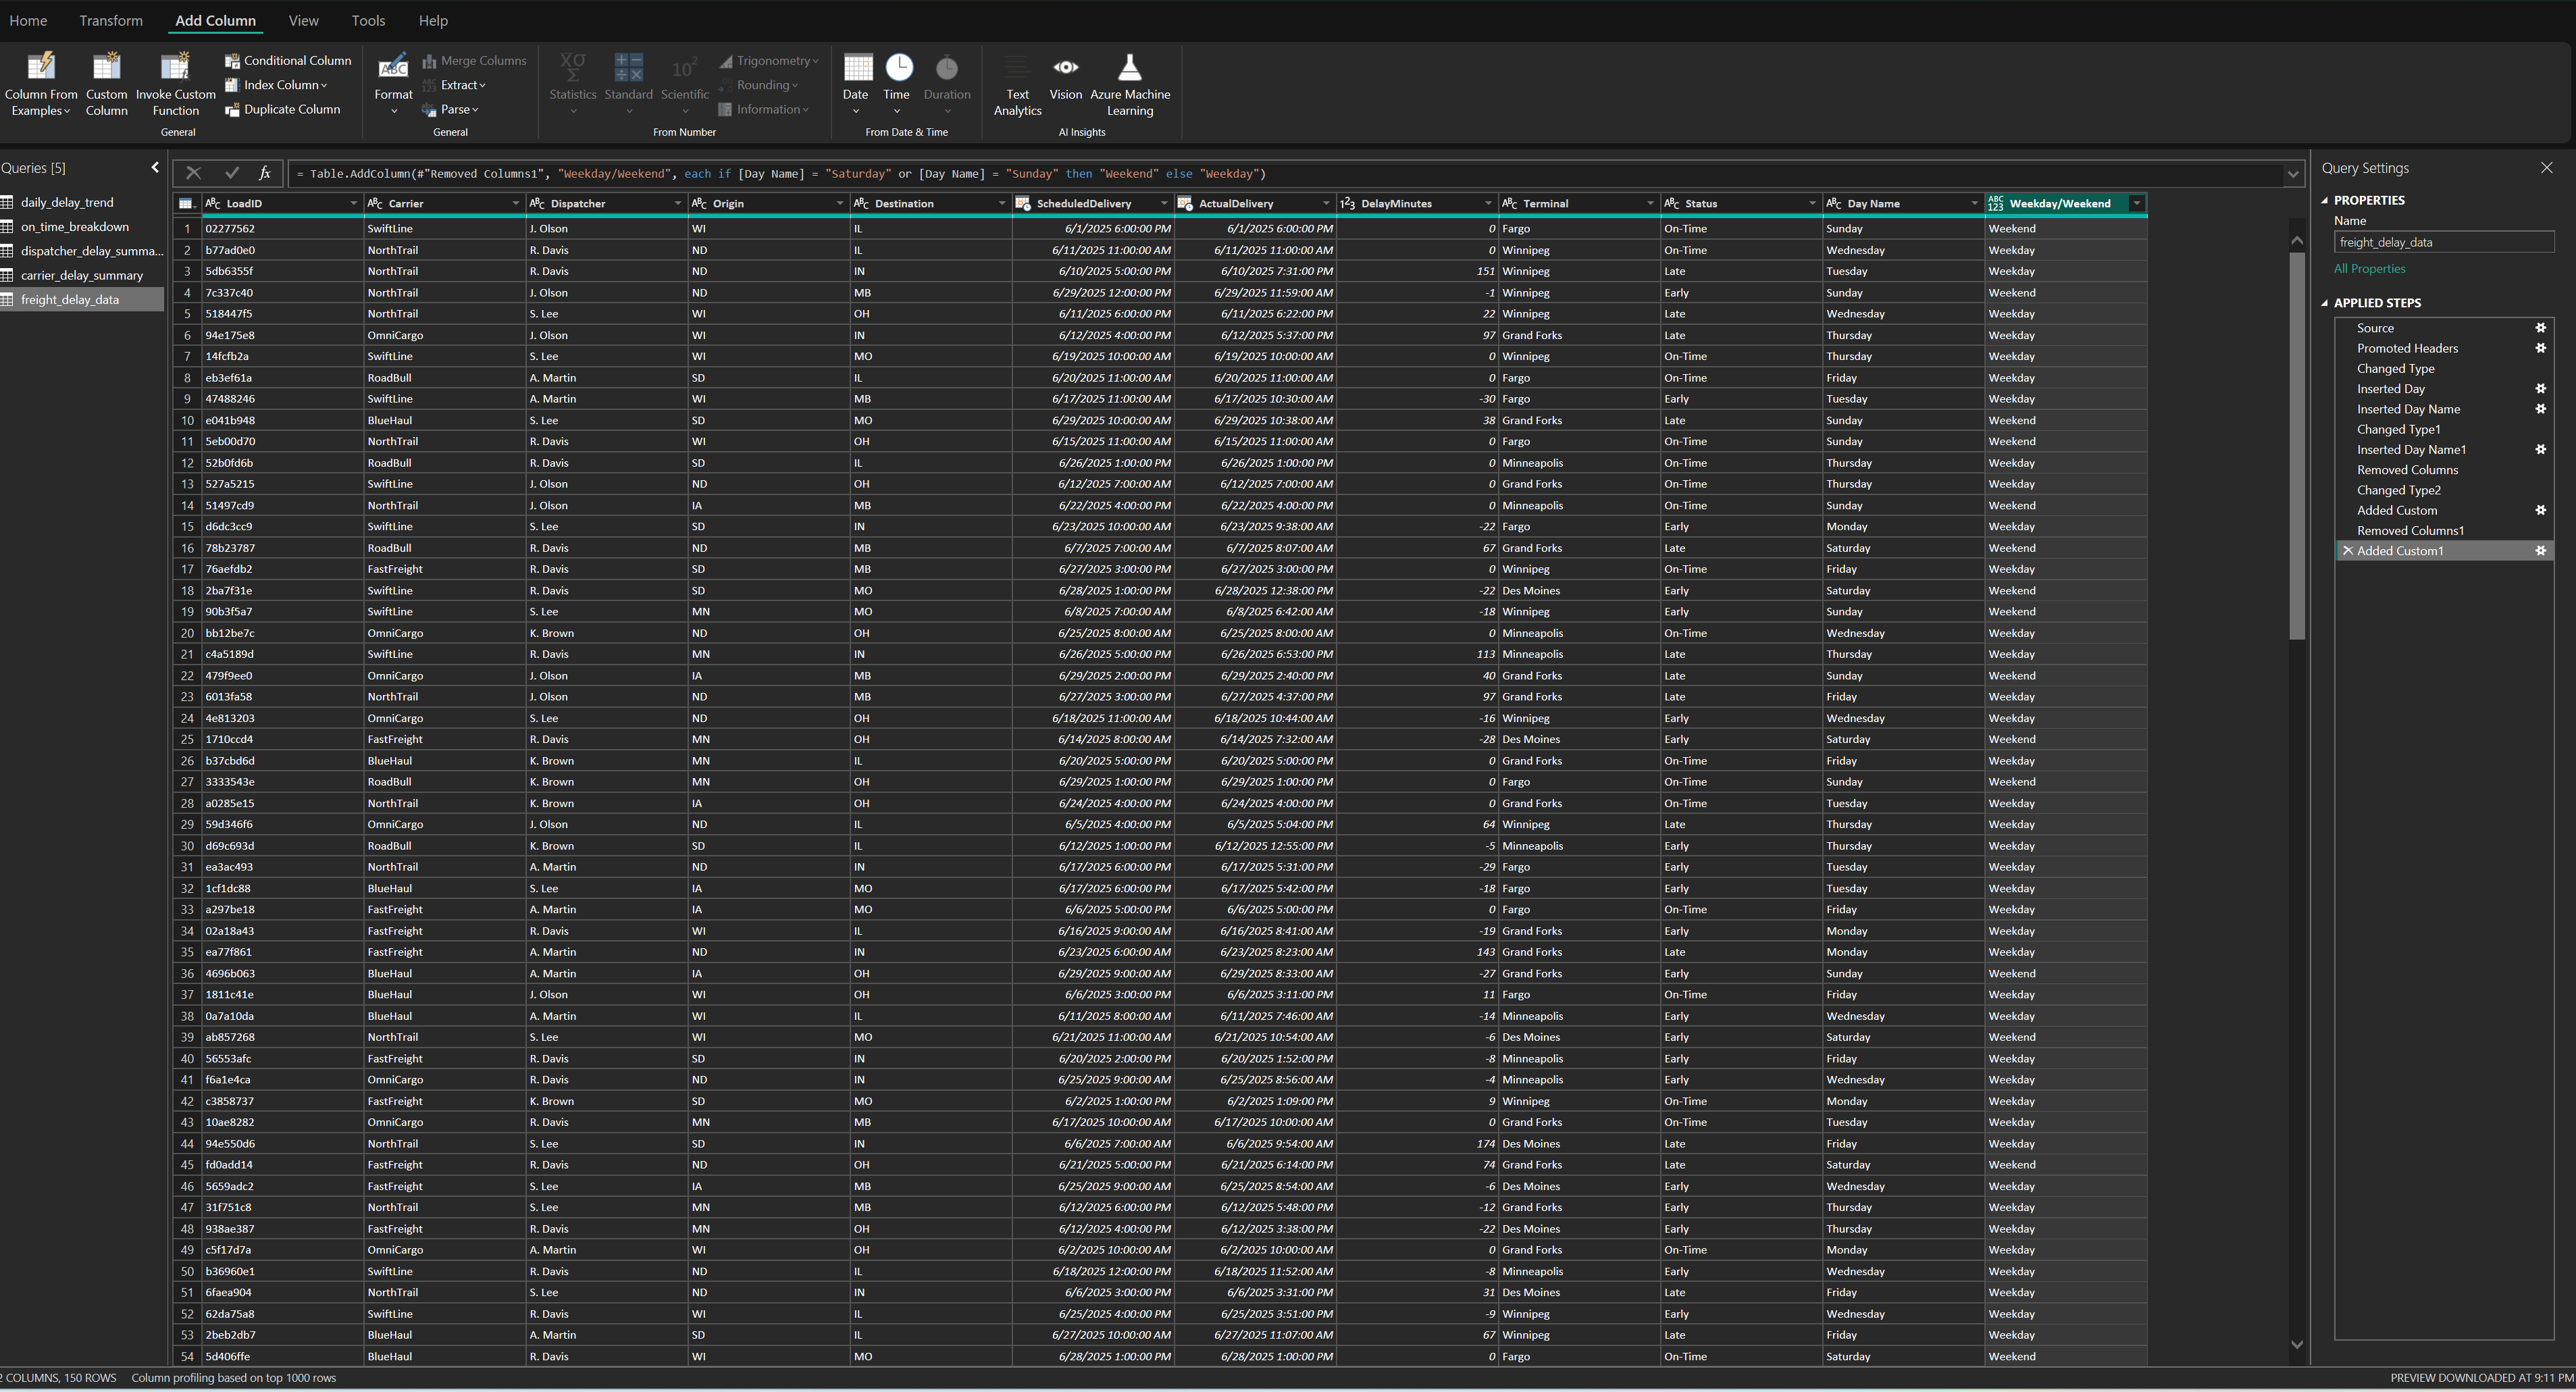 Home Transform Add Column View Tools Help
Column From Examples
Custom Column
Invoke Custom Function
Conditional Column
Index Column
Duplicate Column
General
Format
Merge Columns
Extract
Parse
General
Statistics
Standard
Scientific
Trigonometry
Rounding
Information
From Number
Date
Time
Duration
From Date & Time
Text Analytics
Vision
Azure Machine Learning
AI Insights
Queries [5]
daily_delay_trend
on_time_breakdown
dispatcher_delay_summa...
carrier_delay_summary
freight_delay_data
= Table.AddColumn(#"Removed Columns1", "Weekday/Weekend", each if [Day Name] = "Saturday" or [Day Name] = "Sunday" then "Weekend" else "Weekday")
LoadID Carrier Dispatcher Origin Destination ScheduledDelivery ActualDelivery DelayMinutes Terminal Status Day Name Weekday/Weekend
1 02277562 SwiftLine J. Olson WI IL 6/1/2025 6:00:00 PM 6/1/2025 6:00:00 PM 0 Fargo On-Time Sunday Weekend
2 b77ad0e0 NorthTrail R. Davis ND IL 6/11/2025 11:00:00 AM 6/11/2025 11:00:00 AM 0 Winnipeg On-Time Wednesday Weekday
3 5db6355f NorthTrail R. Davis ND IN 6/10/2025 5:00:00 PM 6/10/2025 7:31:00 PM 151 Winnipeg Late Tuesday Weekday
4 7c337c40 NorthTrail J. Olson ND MB 6/29/2025 12:00:00 PM 6/29/2025 11:59:00 AM -1 Winnipeg Early Sunday Weekend
5 518447f5 NorthTrail S. Lee WI OH 6/11/2025 6:00:00 PM 6/11/2025 6:22:00 PM 22 Winnipeg Late Wednesday Weekday
6 94e175e8 OmniCargo J. Olson WI IN 6/12/2025 4:00:00 PM 6/12/2025 5:37:00 PM 97 Grand Forks Late Thursday Weekday
7 14fcfb2a SwiftLine S. Lee WI MO 6/19/2025 10:00:00 AM 6/19/2025 10:00:00 AM 0 Winnipeg On-Time Thursday Weekday
8 eb3ef61a RoadBull A. Martin SD IL 6/20/2025 11:00:00 AM 6/20/2025 11:00:00 AM 0 Fargo On-Time Friday Weekday
9 47488246 SwiftLine A. Martin WI MB 6/17/2025 11:00:00 AM 6/17/2025 10:30:00 AM -30 Fargo Early Tuesday Weekday
10 e041b948 BlueHaul S. Lee SD MO 6/29/2025 10:00:00 AM 6/29/2025 10:38:00 AM 38 Grand Forks Late Sunday Weekend
11 5eb00d70 NorthTrail R. Davis WI OH 6/15/2025 11:00:00 AM 6/15/2025 11:00:00 AM 0 Fargo On-Time Sunday Weekend
12 52b0fd6b RoadBull R. Davis SD IL 6/26/2025 1:00:00 PM 6/26/2025 1:00:00 PM 0 Minneapolis On-Time Thursday Weekday
13 527a5215 SwiftLine J. Olson ND OH 6/12/2025 7:00:00 AM 6/12/2025 7:00:00 AM 0 Grand Forks On-Time Thursday Weekday
14 51497cd9 NorthTrail J. Olson IA MB 6/22/2025 4:00:00 PM 6/22/2025 4:00:00 PM 0 Minneapolis On-Time Sunday Weekend
15 d6dc3cc9 SwiftLine S. Lee SD IN 6/23/2025 10:00:00 AM 6/23/2025 9:38:00 AM -22 Fargo Early Monday Weekday
16 78b23787 RoadBull R. Davis ND MB 6/7/2025 7:00:00 AM 6/7/2025 8:07:00 AM 67 Grand Forks Late Saturday Weekend
17 76aefdb2 FastFreight R. Davis SD MB 6/27/2025 3:00:00 PM 6/27/2025 3:00:00 PM 0 Winnipeg On-Time Friday Weekday
18 2ba7f31e SwiftLine R. Davis SD MO 6/28/2025 1:00:00 PM 6/28/2025 12:38:00 PM -22 Des Moines Early Saturday Weekend
19 90b3f5a7 SwiftLine S. Lee MN MO 6/8/2025 7:00:00 AM 6/8/2025 6:42:00 AM -18 Winnipeg Early Sunday Weekend
20 bb12be7c OmniCargo K. Brown ND OH 6/25/2025 8:00:00 AM 6/25/2025 8:00:00 AM 0 Minneapolis On-Time Wednesday Weekday
21 c4a5189d SwiftLine R. Davis MN IN 6/26/2025 5:00:00 PM 6/26/2025 6:53:00 PM 113 Minneapolis Late Thursday Weekday
22 479f9ee0 OmniCargo J. Olson IA MB 6/29/2025 2:00:00 PM 6/29/2025 2:40:00 PM 40 Grand Forks Late Sunday Weekend
23 6013fa58 NorthTrail J. Olson ND MB 6/27/2025 3:00:00 PM 6/27/2025 4:37:00 PM 97 Grand Forks Late Friday Weekday
24 4e813203 OmniCargo S. Lee ND OH 6/18/2025 11:00:00 AM 6/18/2025 10:44:00 AM -16 Winnipeg Early Wednesday Weekday
25 1710ccd4 FastFreight R. Davis MN OH 6/14/2025 8:00:00 AM 6/14/2025 7:32:00 AM -28 Des Moines Early Saturday Weekend
26 b37cbd6d BlueHaul K. Brown MN IL 6/20/2025 5:00:00 PM 6/20/2025 5:00:00 PM 0 Grand Forks On-Time Friday Weekday
27 3333543e RoadBull K. Brown MN OH 6/29/2025 1:00:00 PM 6/29/2025 1:00:00 PM 0 Fargo On-Time Sunday Weekend
28 a0285e15 NorthTrail K. Brown IA OH 6/24/2025 4:00:00 PM 6/24/2025 4:00:00 PM 0 Grand Forks On-Time Tuesday Weekday
29 59d346f6 OmniCargo J. Olson ND IL 6/5/2025 4:00:00 PM 6/5/2025 5:04:00 PM 64 Winnipeg Late Thursday Weekday
30 d69c693d RoadBull K. Brown SD IL 6/12/2025 1:00:00 PM 6/12/2025 12:55:00 PM -5 Minneapolis Early Thursday Weekday
31 ea3ac493 NorthTrail A. Martin ND IN 6/17/2025 6:00:00 PM 6/17/2025 5:31:00 PM -29 Fargo Early Tuesday Weekday
32 1cf1dc88 BlueHaul S. Lee IA MO 6/17/2025 6:00:00 PM 6/17/2025 5:42:00 PM -18 Fargo Early Tuesday Weekday
33 a297be18 FastFreight A. Martin IA MO 6/6/2025 5:00:00 PM 6/6/2025 5:00:00 PM 0 Fargo On-Time Friday Weekday
34 02a18a43 FastFreight R. Davis WI IL 6/16/2025 9:00:00 AM 6/16/2025 8:41:00 AM -19 Grand Forks Early Monday Weekday
35 ea77f861 FastFreight A. Martin ND IN 6/23/2025 6:00:00 AM 6/23/2025 8:23:00 AM 143 Grand Forks Late Monday Weekday
36 4696b063 BlueHaul A. Martin IA OH 6/29/2025 9:00:00 AM 6/29/2025 8:33:00 AM -27 Grand Forks Early Sunday Weekend
37 1811c41e BlueHaul J. Olson WI OH 6/6/2025 3:00:00 PM 6/6/2025 3:11:00 PM 11 Fargo On-Time Friday Weekday
38 0a7a10da BlueHaul A. Martin WI IL 6/11/2025 8:00:00 AM 6/11/2025 7:46:00 AM -14 Minneapolis Early Wednesday Weekday
39 ab857268 NorthTrail S. Lee WI MO 6/21/2025 11:00:00 AM 6/21/2025 10:54:00 AM -6 Des Moines Early Saturday Weekend
40 56553afc FastFreight R. Davis SD IN 6/20/2025 2:00:00 PM 6/20/2025 1:52:00 PM -8 Minneapolis Early Friday Weekday
41 f6a1e4ca OmniCargo R. Davis ND IN 6/25/2025 9:00:00 AM 6/25/2025 8:56:00 AM -4 Minneapolis Early Wednesday Weekday
42 c3858737 FastFreight K. Brown SD MO 6/2/2025 1:00:00 PM 6/2/2025 1:09:00 PM 9 Winnipeg On-Time Monday Weekday
43 10ae8282 OmniCargo R. Davis MN MB 6/17/2025 10:00:00 AM 6/17/2025 10:00:00 AM 0 Grand Forks On-Time Tuesday Weekday
44 94e550d6 NorthTrail S. Lee SD IN 6/6/2025 7:00:00 AM 6/6/2025 9:54:00 AM 174 Des Moines Late Friday Weekday
45 fd0add14 FastFreight R. Davis ND OH 6/21/2025 5:00:00 PM 6/21/2025 6:14:00 PM 74 Grand Forks Late Saturday Weekend
46 5659adc2 FastFreight S. Lee IA MB 6/25/2025 9:00:00 AM 6/25/2025 8:54:00 AM -6 Des Moines Early Wednesday Weekday
47 31f751c8 NorthTrail S. Lee MN MB 6/12/2025 6:00:00 PM 6/12/2025 5:48:00 PM -12 Grand Forks Early Thursday Weekday
48 938ae387 FastFreight R. Davis MN OH 6/12/2025 4:00:00 PM 6/12/2025 3:38:00 PM -22 Des Moines Early Thursday Weekday
49 c5f17d7a OmniCargo A. Martin WI OH 6/2/2025 10:00:00 AM 6/2/2025 10:00:00 AM 0 Grand Forks On-Time Monday Weekday
50 b36960e1 SwiftLine R. Davis ND IL 6/18/2025 12:00:00 PM 6/18/2025 11:52:00 AM -8 Minneapolis Early Wednesday Weekday
51 6faea904 NorthTrail S. Lee ND IN 6/6/2025 3:00:00 PM 6/6/2025 3:31:00 PM 31 Des Moines Late Friday Weekday
52 62da75a8 SwiftLine R. Davis WI IL 6/25/2025 4:00:00 PM 6/25/2025 3:51:00 PM -9 Winnipeg Early Wednesday Weekday
53 2beb2db7 BlueHaul A. Martin SD IL 6/27/2025 10:00:00 AM 6/27/2025 11:07:00 AM 67 Winnipeg Late Friday Weekday
54 5d406ffe BlueHaul R. Davis WI MO 6/28/2025 1:00:00 PM 6/28/2025 1:00:00 PM 0 Fargo On-Time Saturday Weekend
Query Settings
PROPERTIES
Name
freight_delay_data
All Properties
APPLIED STEPS
Source
Promoted Headers
Changed Type
Inserted Day
Inserted Day Name
Changed Type1
Inserted Day Name1
Removed Columns
Changed Type2
Added Custom
Removed Columns1
Added Custom1
2 COLUMNS, 150 ROWS Column profiling based on top 1000 rows
PREVIEW DOWNLOADED AT 9:11 PM